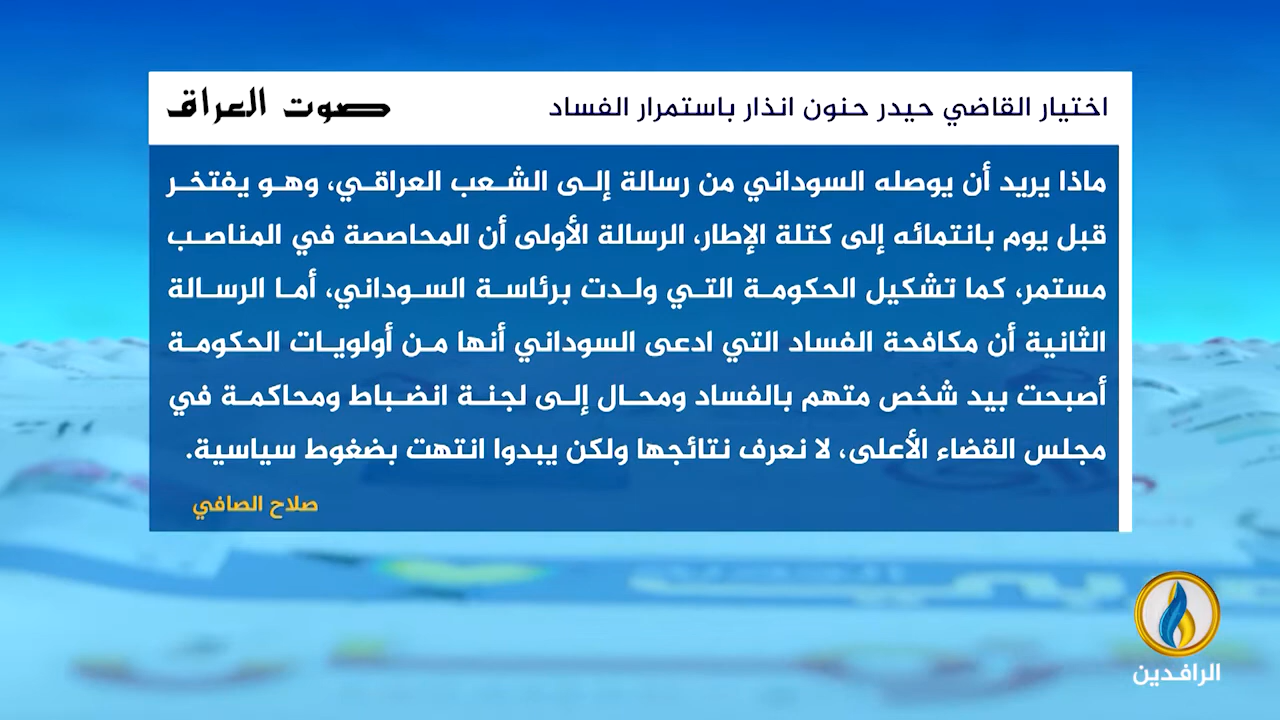 اختيار القاضي حيدر حنون انذار باستمرار الفساد
صوت العراق
ماذا يريد أن يوصله السوداني من رسالة إلى الشعب العراقي، وهو يفتخر
قبل يوم بانتمائه إلى كتلة الإطار، الرسالة الأولى أن المحاصصة في المناصب
مستمر، كما تشكيل الحكومة التي ولدت برئاسة السوداني، أما الرسالة
الثانية أن مكافحة الفساد التي ادعى السوداني أنها من أولويات الحكومة
أصبحت بيد شخص متهم بالفساد ومحال إلى لجنة انضباط ومحاكمة في
مجلس القضاء الأعلى، لا نعرف نتائجها ولكن يبدوا انتهت بضغوط سياسية.
صلاح الصافي
الرافدين